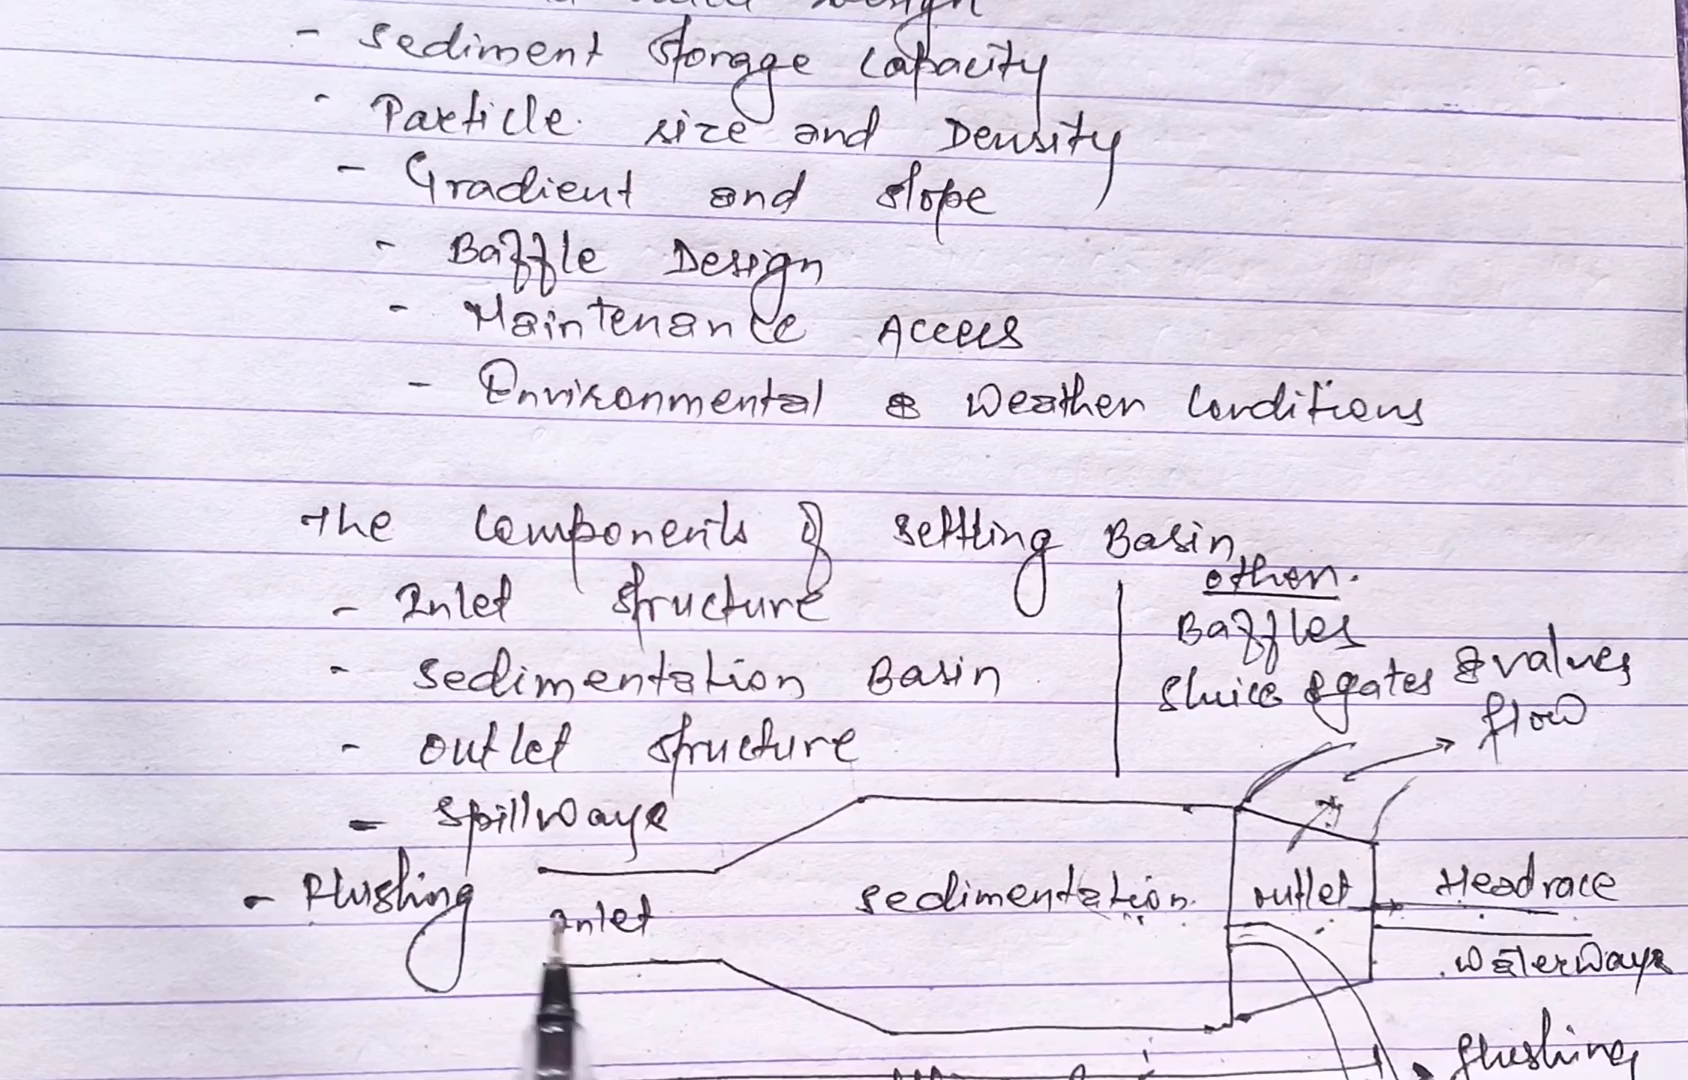 Design
- Sediment Storage Capacity
- Particle size and Density
- Gradient and slope
- Baffle Design
- Maintenance Access
- Environmental & Weather Conditions
The Components of Settling Basin
- Inlet Structure
- Sedimentation Basin
- Outlet Structure
- Spillways
- Flushing
other.
Baffles
Sluice gates & valves
flow
Inlet
Sedimentation
outlet
Headrace
waterways
flushing